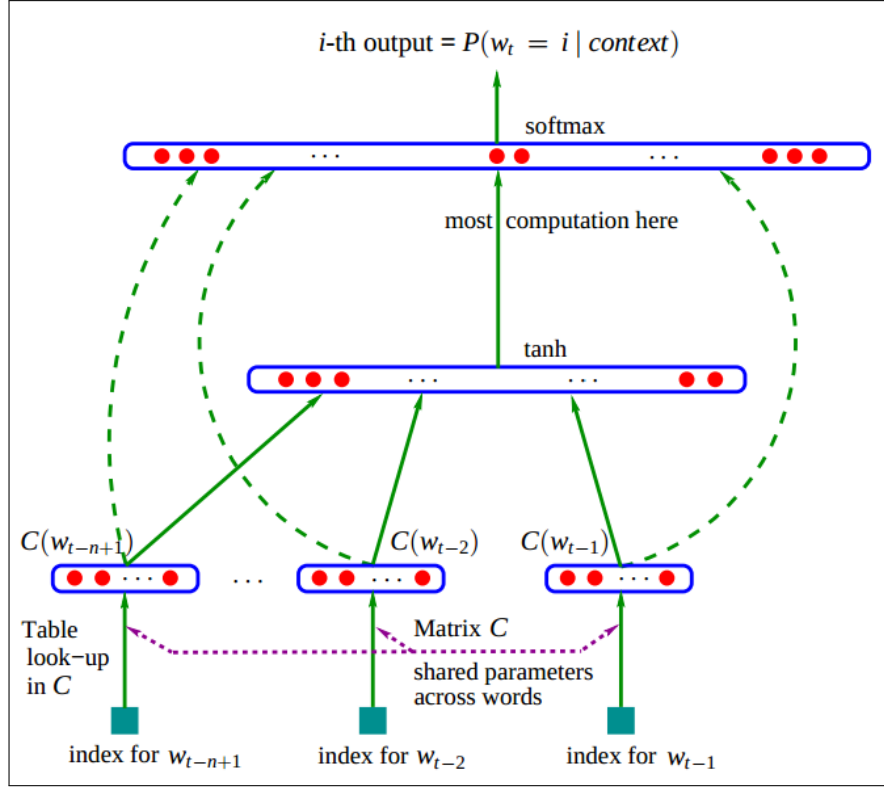 i-th output = P(w_t = i | context)
softmax
... ...
most computation here
tanh
... ...
C(w_{t−n+1}) C(w_{t−2}) C(w_{t−1})
... ... ... ...
Table
look−up
in C
Matrix C
shared parameters
across words
index for w_{t−n+1} index for w_{t−2} index for w_{t−1}